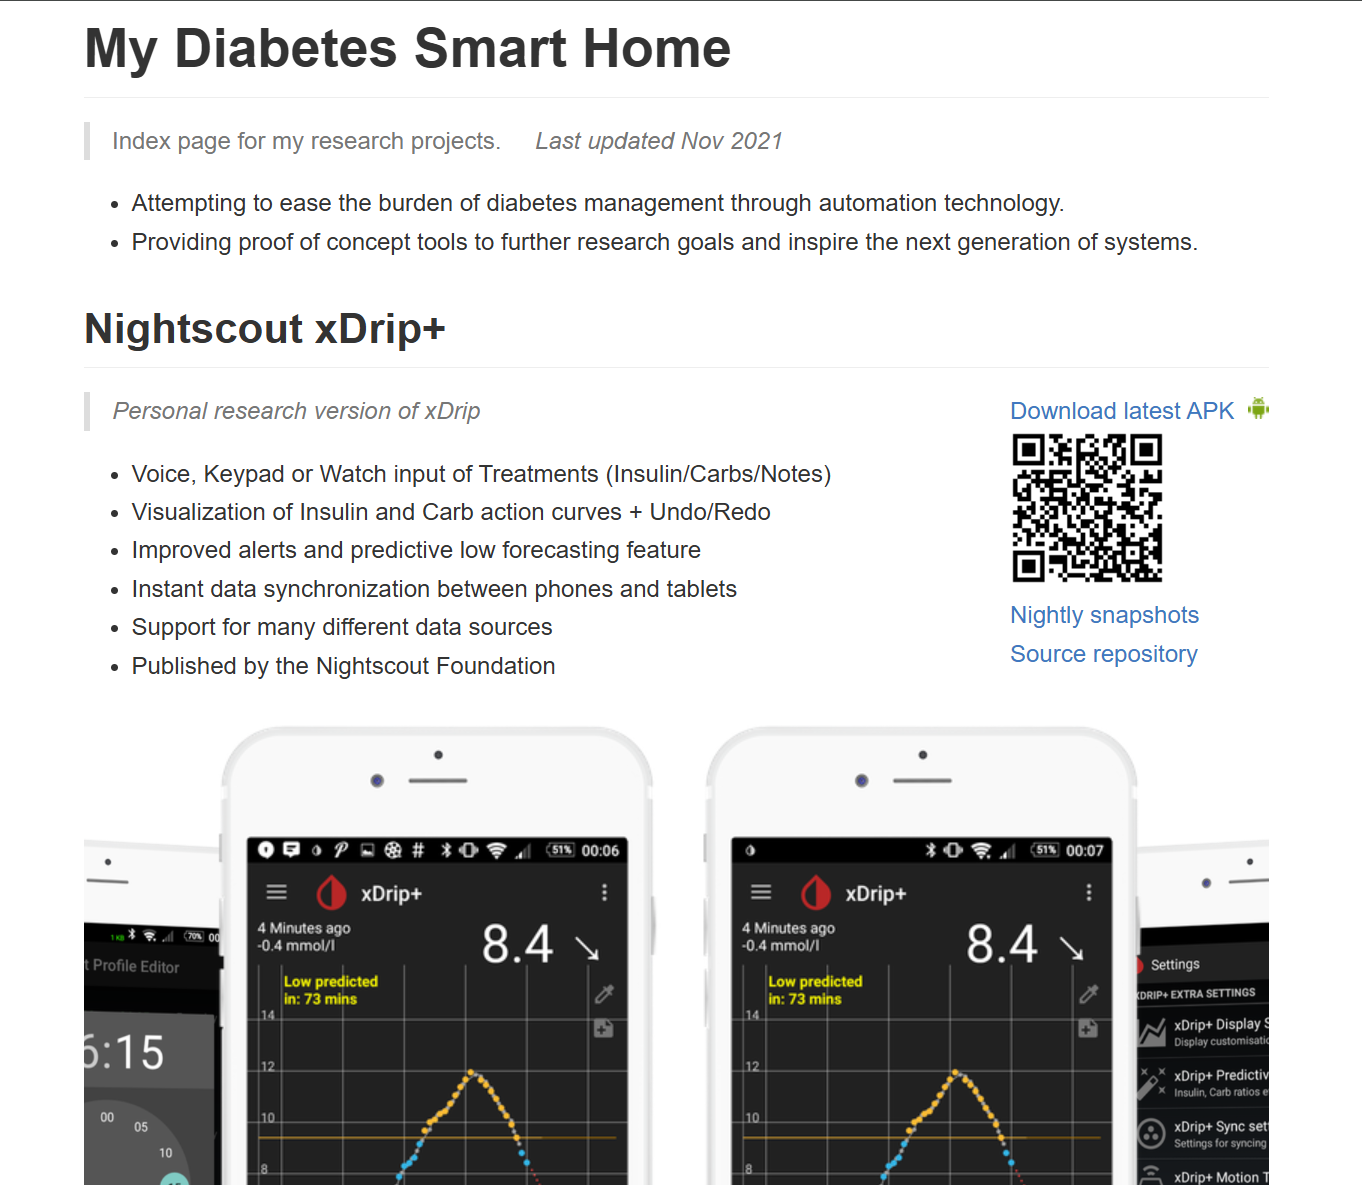 My Diabetes Smart Home
Index page for my research projects. Last updated Nov 2021
Attempting to ease the burden of diabetes management through automation technology.
Providing proof of concept tools to further research goals and inspire the next generation of systems.
Nightscout xDrip+
Personal research version of xDrip
Download latest APK
Voice, Keypad or Watch input of Treatments (Insulin/Carbs/Notes)
Visualization of Insulin and Carb action curves + Undo/Redo
Improved alerts and predictive low forecasting feature
Instant data synchronization between phones and tablets
Support for many different data sources
Published by the Nightscout Foundation
Nightly snapshots
Source repository
1 KB 70% 00
t Profile Editor
6:15
00
05
10
# 51% 00:06
xDrip+
4 Minutes ago
-0.4 mmol/l
8.4
Low predicted
in: 73 mins
14
12
10
8
51% 00:07
xDrip+
4 Minutes ago
-0.4 mmol/l
8.4
Low predicted
in: 73 mins
14
12
10
8
Settings
XDRIP+ EXTRA SETTINGS
xDrip+ Display S
Display customisatio
xDrip+ Predictiv
Insulin, Carb ratios e
xDrip+ Sync set
Settings for syncing
xDrip+ Motion T